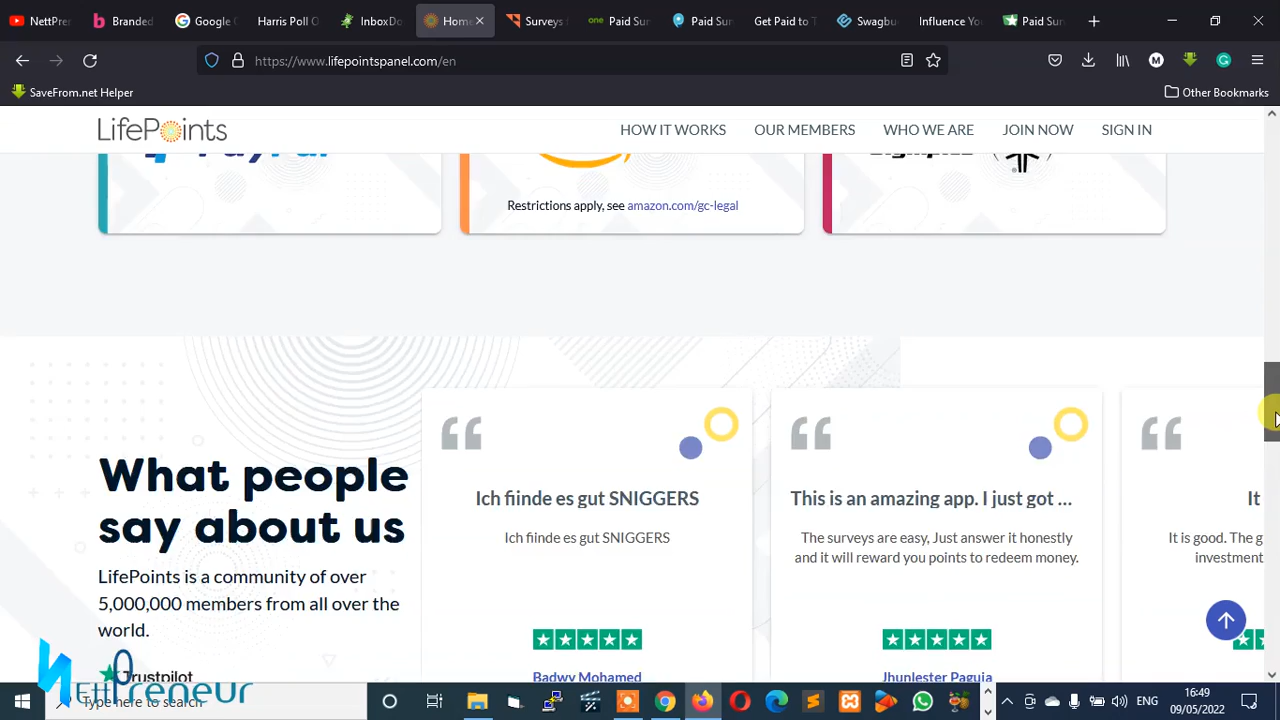 NettPre
Branded
Google
Harris Poll O
InboxDo
Home
Surveys
Paid Sur
Paid Sur
Get Paid to T
Swagbu
Influence Yo
Paid Sur
https://www.lifepointspanel.com/en
SaveFrom.net Helper
Other Bookmarks
LifePoints
HOW IT WORKS
OUR MEMBERS
WHO WE ARE
JOIN NOW
SIGN IN
PayPal
Restrictions apply, see amazon.com/gc-legal
What people
say about us
LifePoints is a community of over
5,000,000 members from all over the
world.
Trustpilot
Ich fiinde es gut SNIGGERS
Ich fiinde es gut SNIGGERS
Badwy Mohamed
This is an amazing app. I just got ...
The surveys are easy, Just answer it honestly
and it will reward you points to redeem money.
Jhunlester Paguia
It
It is good. The g
investment
NettPreneur
Type here to search
ENG
16:49
09/05/2022